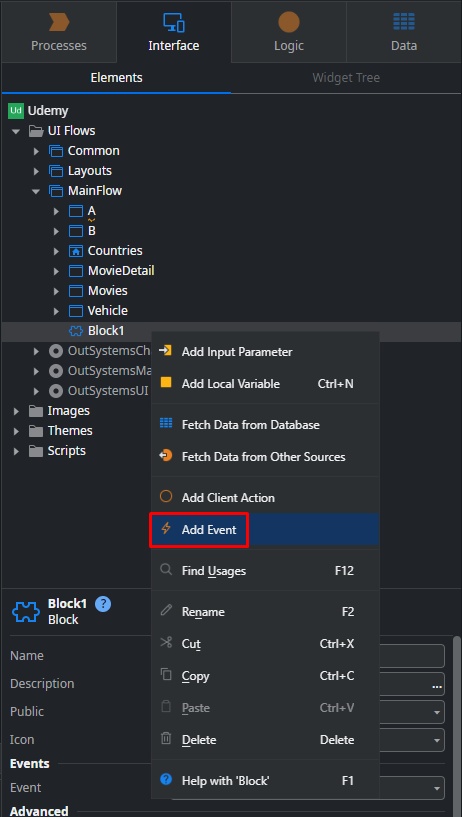 Processes Interface Logic Data
Elements Widget Tree
Ud Udemy
UI Flows
Common
Layouts
MainFlow
A
B
Countries
MovieDetail
Movies
Vehicle
Block1
OutSystemsCh
OutSystemsMa
OutSystemsUI
Images
Themes
Scripts
Add Input Parameter
Add Local Variable Ctrl+N
Fetch Data from Database
Fetch Data from Other Sources
Add Client Action
Add Event
Find Usages F12
Rename F2
Cut Ctrl+X
Copy Ctrl+C
Paste Ctrl+V
Delete Delete
Help with 'Block' F1
Block1 ?
Block
Name
Description ...
Public
Icon
Events
Event
Advanced